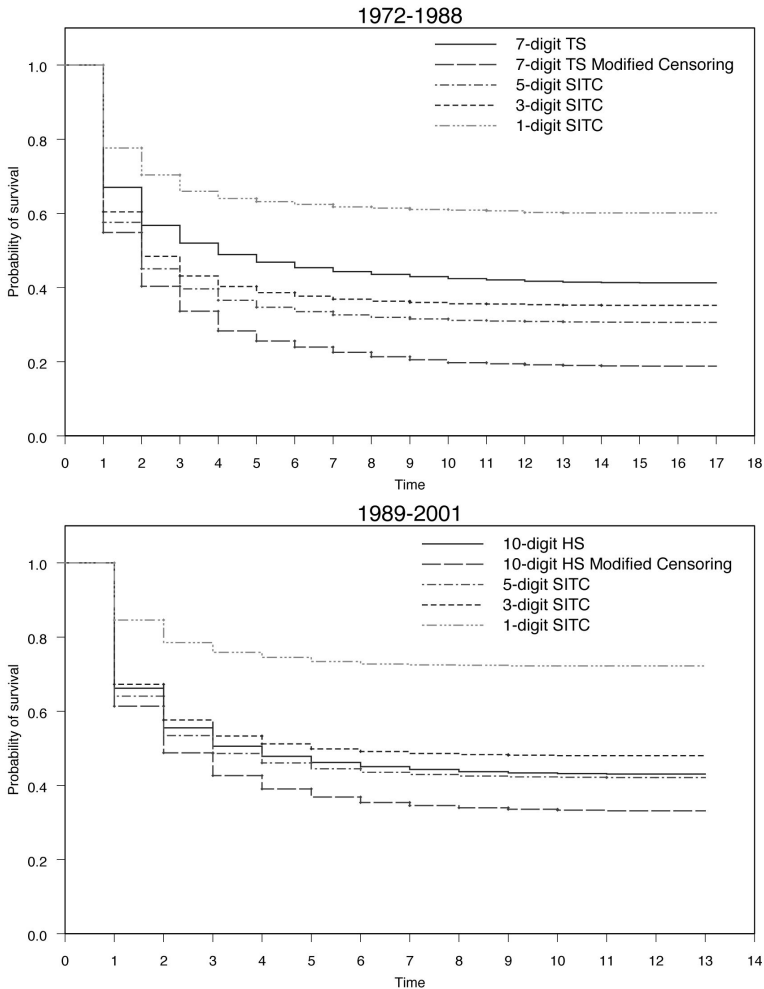 1972-1988
7-digit TS
7-digit TS Modified Censoring
5-digit SITC
3-digit SITC
1-digit SITC
Probability of survival
1.0
0.8
0.6
0.4
0.2
0.0
0 1 2 3 4 5 6 7 8 9 10 11 12 13 14 15 16 17 18
Time
1989-2001
10-digit HS
10-digit HS Modified Censoring
5-digit SITC
3-digit SITC
1-digit SITC
Probability of survival
1.0
0.8
0.6
0.4
0.2
0.0
0 1 2 3 4 5 6 7 8 9 10 11 12 13 14
Time